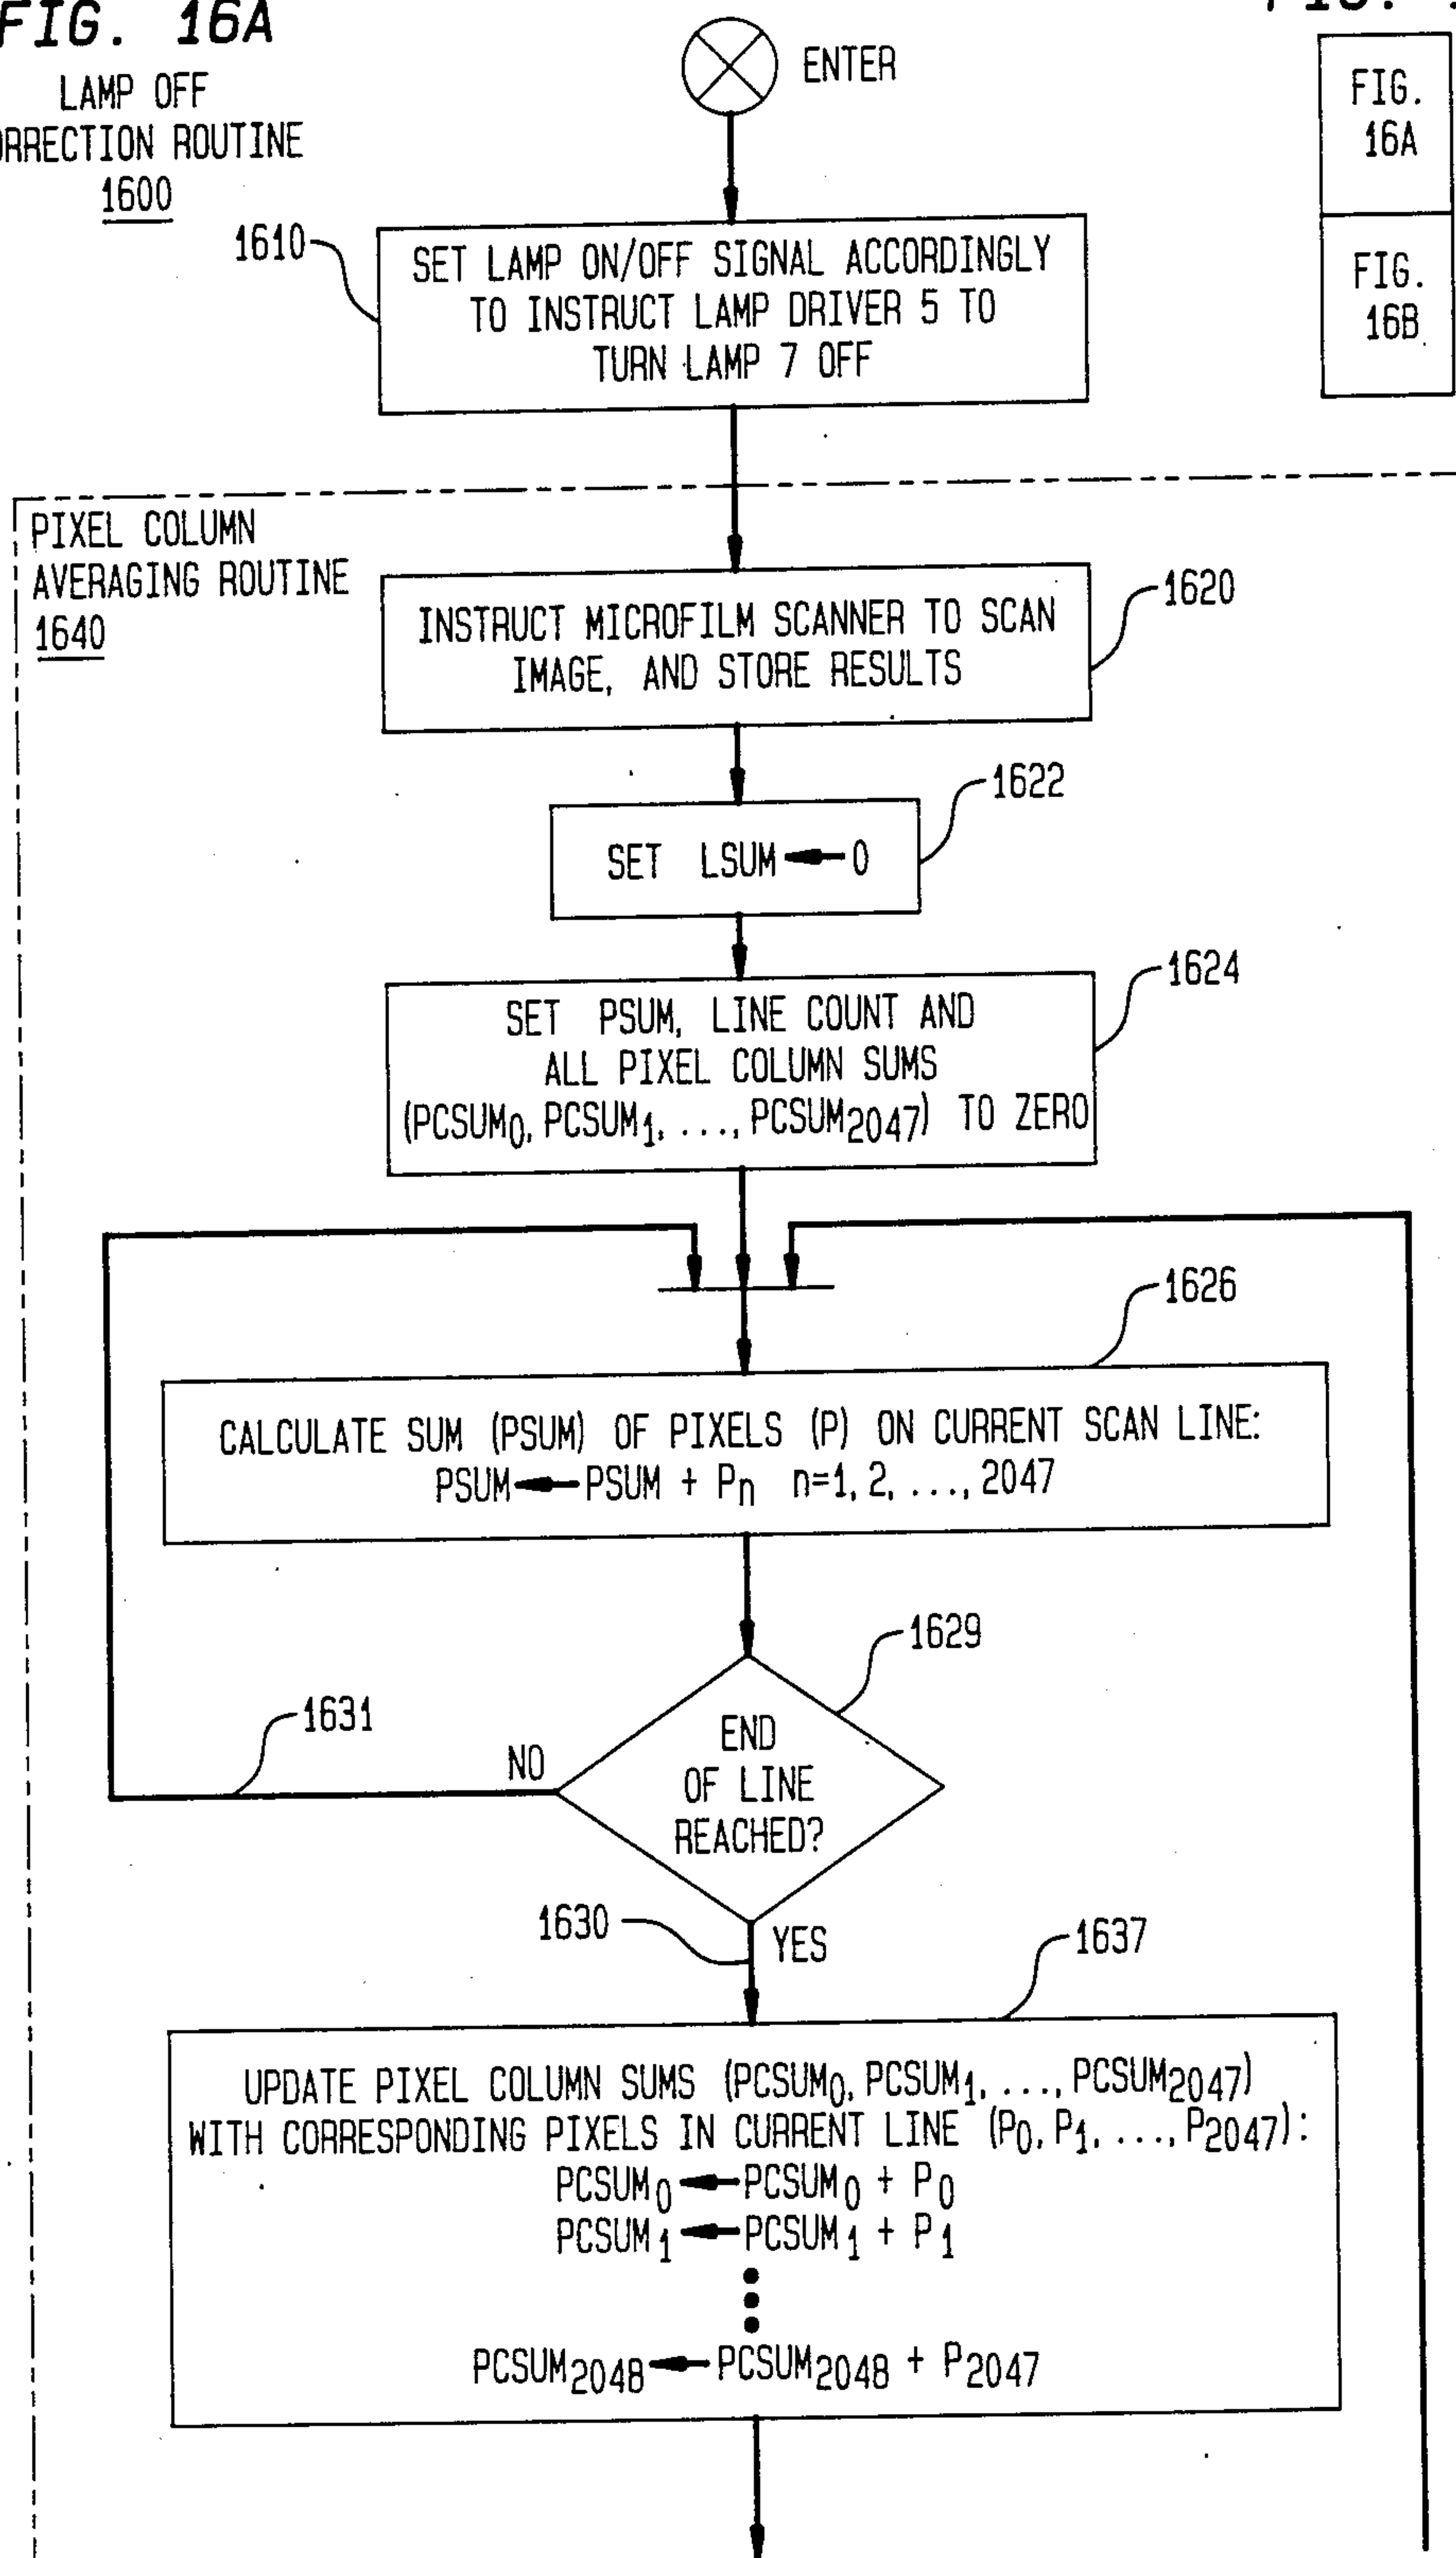 FIG. 16A
LAMP OFF
ORRECTION ROUTINE
1600
ENTER
FIG.
16A
FIG.
16B
1610
SET LAMP ON/OFF SIGNAL ACCORDINGLY
TO INSTRUCT LAMP DRIVER 5 TO
TURN LAMP 7 OFF
PIXEL COLUMN
AVERAGING ROUTINE
1640
INSTRUCT MICROFILM SCANNER TO SCAN
IMAGE, AND STORE RESULTS
1620
SET LSUM ← 0
1622
SET PSUM, LINE COUNT AND
ALL PIXEL COLUMN SUMS
(PCSUM₀, PCSUM₁, ..., PCSUM₂₀₄₇) TO ZERO
1624
1626
CALCULATE SUM (PSUM) OF PIXELS (P) ON CURRENT SCAN LINE:
PSUM ← PSUM + Pn n=1, 2, ..., 2047
1629
END
OF LINE
REACHED?
NO
1631
1630
YES
1637
UPDATE PIXEL COLUMN SUMS (PCSUM₀, PCSUM₁, ..., PCSUM₂₀₄₇)
WITH CORRESPONDING PIXELS IN CURRENT LINE (P₀, P₁, ..., P₂₀₄₇):
PCSUM₀ ← PCSUM₀ + P₀
PCSUM₁ ← PCSUM₁ + P₁
PCSUM₂₀₄₈ ← PCSUM₂₀₄₈ + P₂₀₄₇